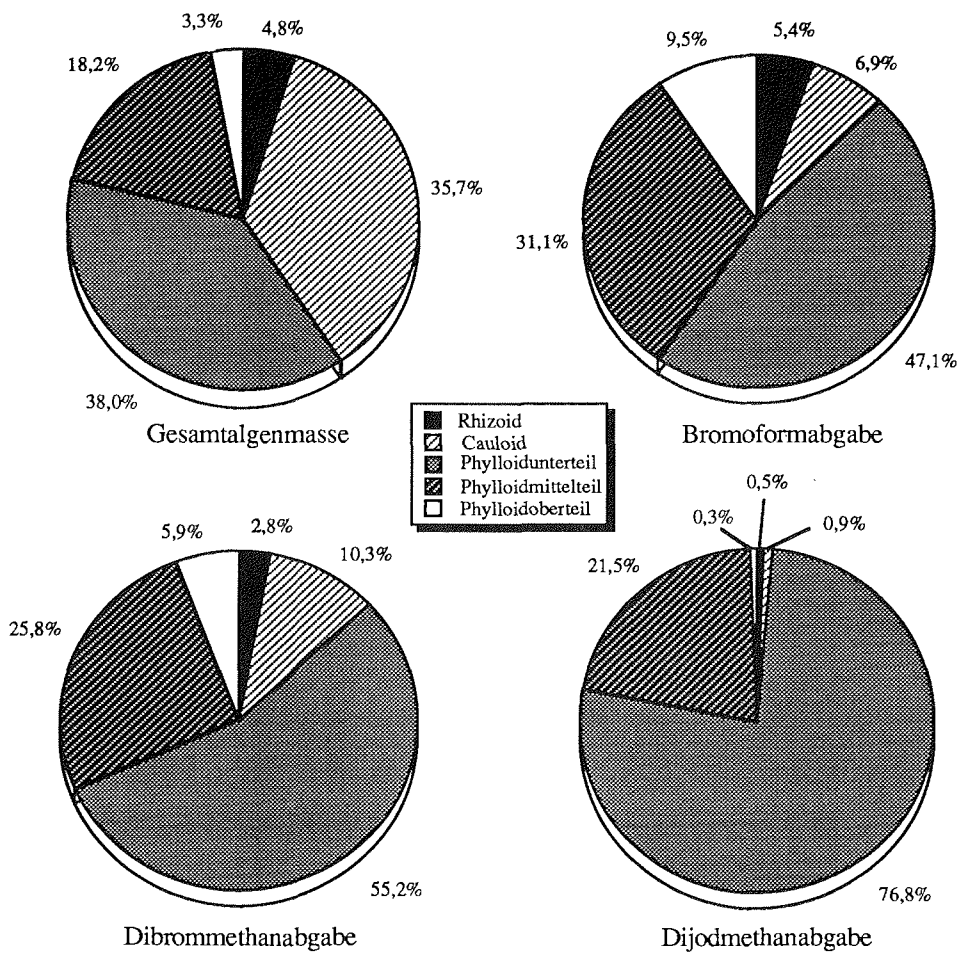 3,3%
4,8%
18,2%
35,7%
38,0%
Gesamtalgenmasse
9,5%
5,4%
6,9%
31,1%
47,1%
Bromoformabgabe
Rhizoid
Cauloid
Phylloidunterteil
Phylloidmittelteil
Phylloidoberteil
5,9%
2,8%
10,3%
25,8%
55,2%
Dibrommethanabgabe
0,5%
0,3%
0,9%
21,5%
76,8%
Dijodmethanabgabe